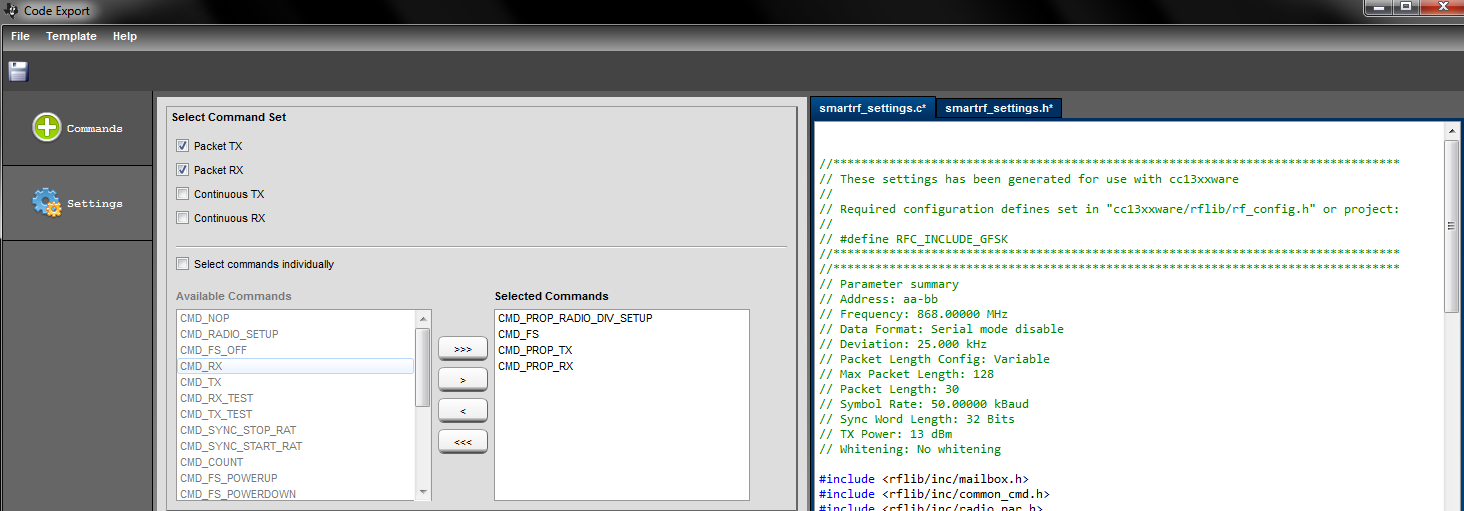 Code Export
File Template Help
Commands
Settings
Select Command Set
Packet TX
Packet RX
Continuous TX
Continuous RX
Select commands individually
Available Commands
CMD_NOP
CMD_RADIO_SETUP
CMD_FS_OFF
CMD_RX
CMD_TX
CMD_RX_TEST
CMD_TX_TEST
CMD_SYNC_STOP_RAT
CMD_SYNC_START_RAT
CMD_COUNT
CMD_FS_POWERUP
CMD_FS_POWERDOWN
>>>
>
<
<<<
Selected Commands
CMD_PROP_RADIO_DIV_SETUP
CMD_FS
CMD_PROP_TX
CMD_PROP_RX
smartrf_settings.c* smartrf_settings.h*
//*********************************************************************************
// These settings has been generated for use with cc13xxware
//
// Required configuration defines set in "cc13xxware/rflib/rf_config.h" or project:
//
// #define RFC_INCLUDE_GFSK
//*********************************************************************************
//*********************************************************************************
// Parameter summary
// Address: aa-bb
// Frequency: 868.00000 MHz
// Data Format: Serial mode disable
// Deviation: 25.000 kHz
// Packet Length Config: Variable
// Max Packet Length: 128
// Packet Length: 30
// Symbol Rate: 50.00000 kBaud
// Sync Word Length: 32 Bits
// TX Power: 13 dBm
// Whitening: No whitening
#include <rflib/inc/mailbox.h>
#include <rflib/inc/common_cmd.h>
#include <rflib/inc/radio_par.h>